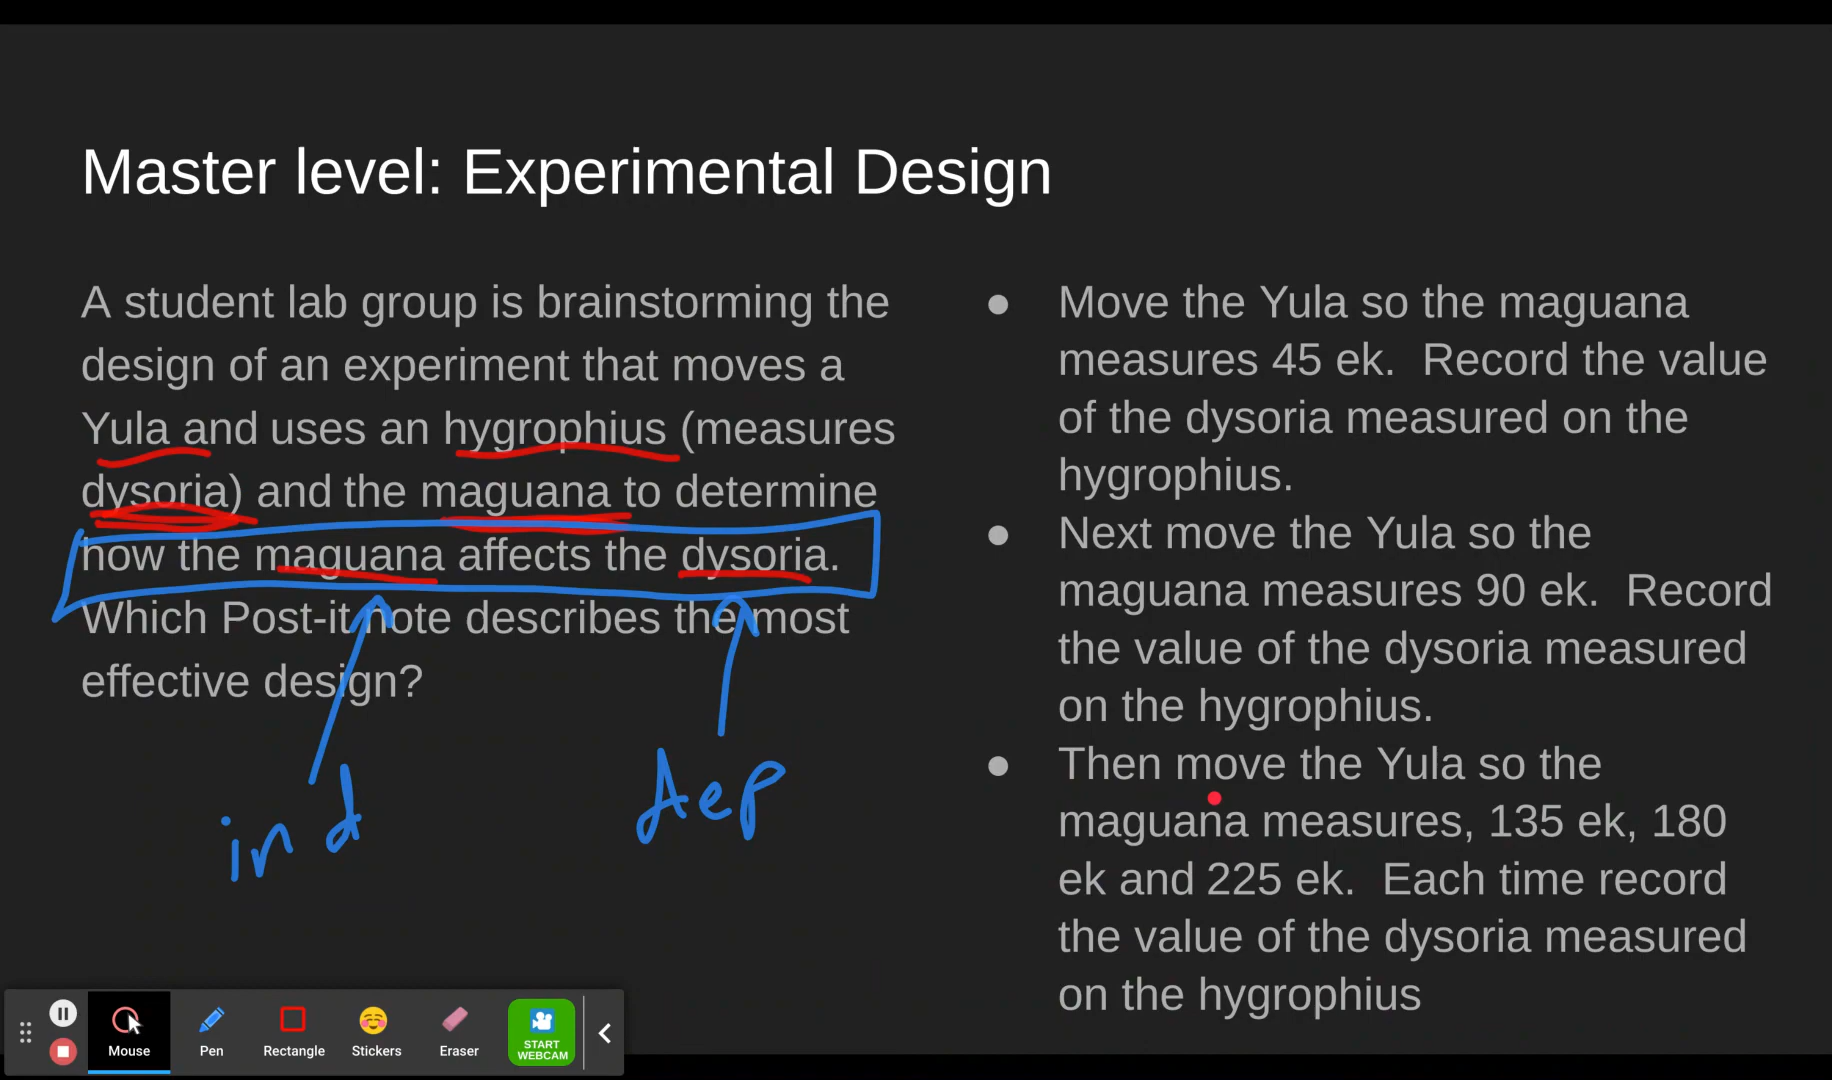 Master level: Experimental Design
A student lab group is brainstorming the
design of an experiment that moves a
Yula and uses an hygrophius (measures
dysoria) and the maguana to determine
how the maguana affects the dysoria.
Which Post-it note describes the most
effective design?
ind
dep
● Move the Yula so the maguana
measures 45 ek.  Record the value
of the dysoria measured on the
hygrophius.
● Next move the Yula so the
maguana measures 90 ek.  Record
the value of the dysoria measured
on the hygrophius.
● Then move the Yula so the
maguana measures, 135 ek, 180
ek and 225 ek.  Each time record
the value of the dysoria measured
on the hygrophius
Mouse
Pen
Rectangle
Stickers
Eraser
START
WEBCAM